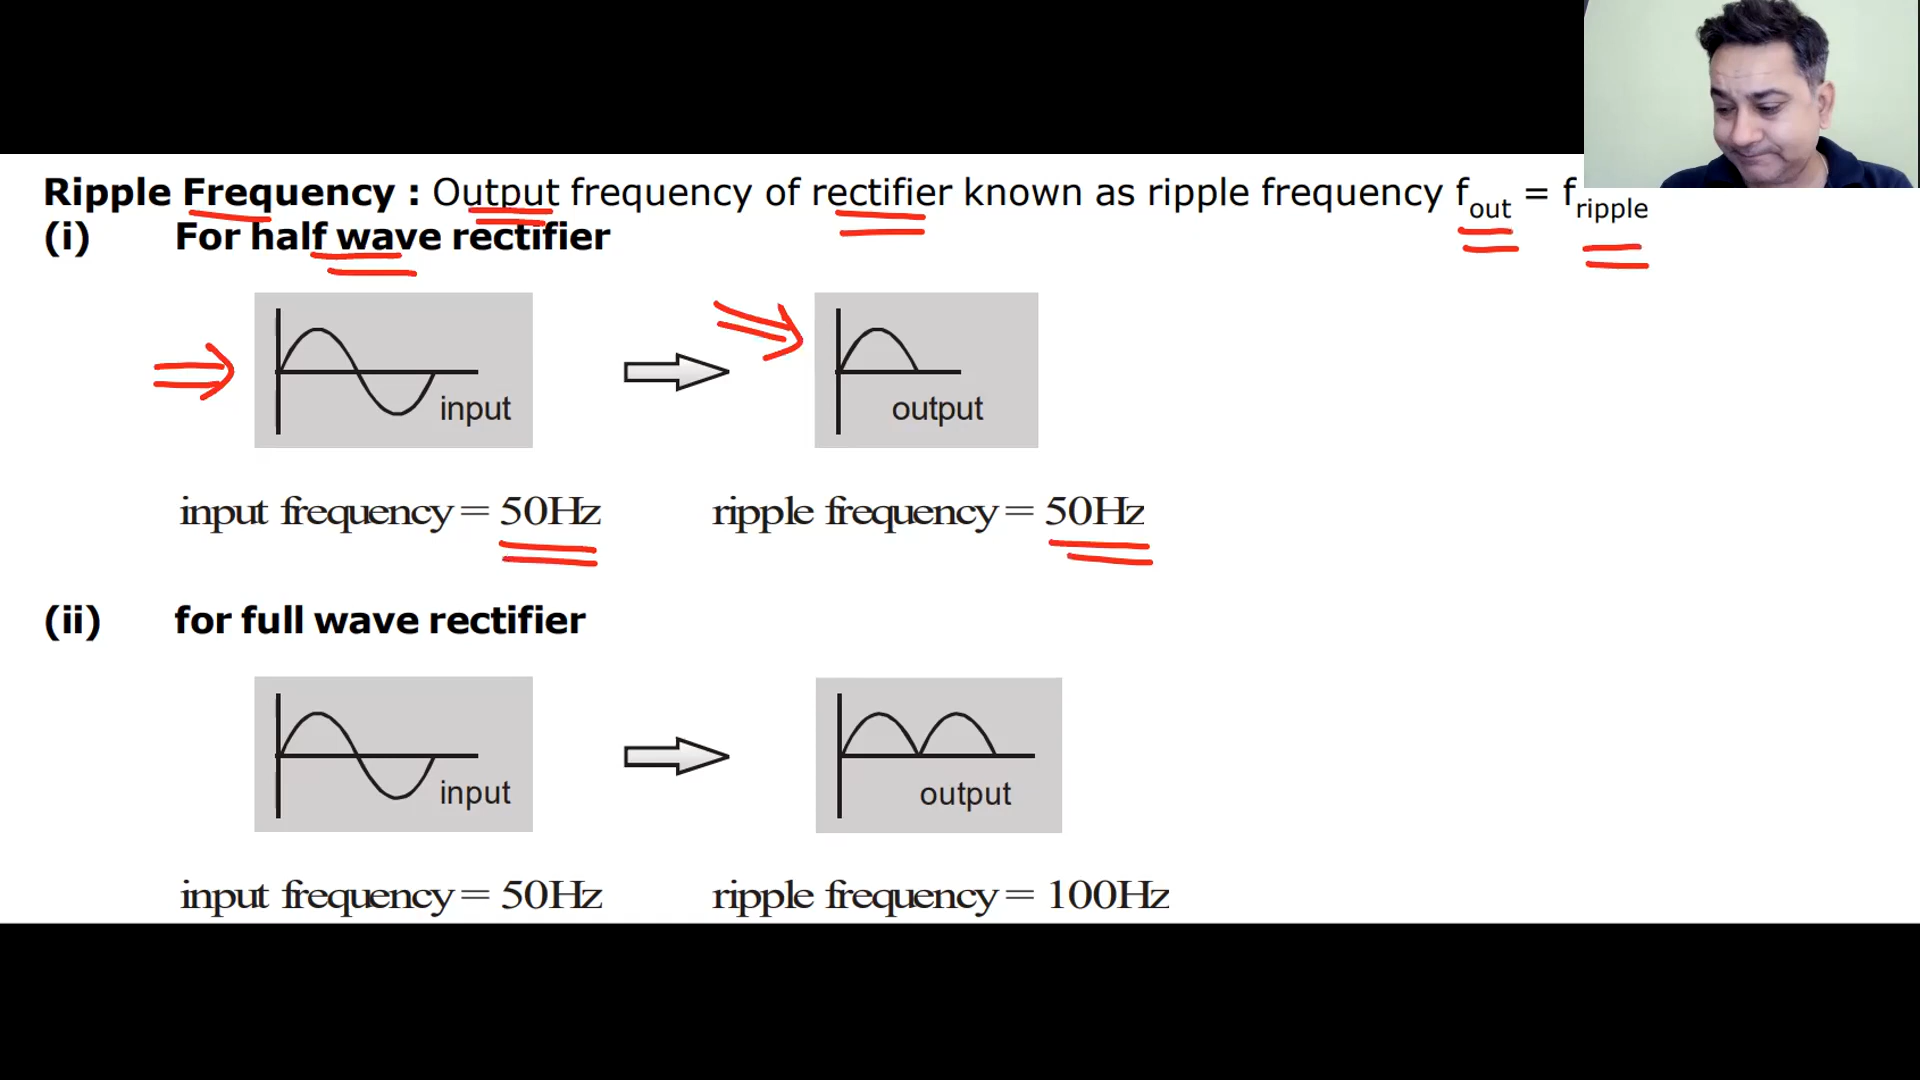 Ripple Frequency : Output frequency of rectifier known as ripple frequency fout = fripple
(i) For half wave rectifier
input
output
input frequency = 50Hz ripple frequency = 50Hz
(ii) for full wave rectifier
input
output
input frequency = 50Hz ripple frequency = 100Hz